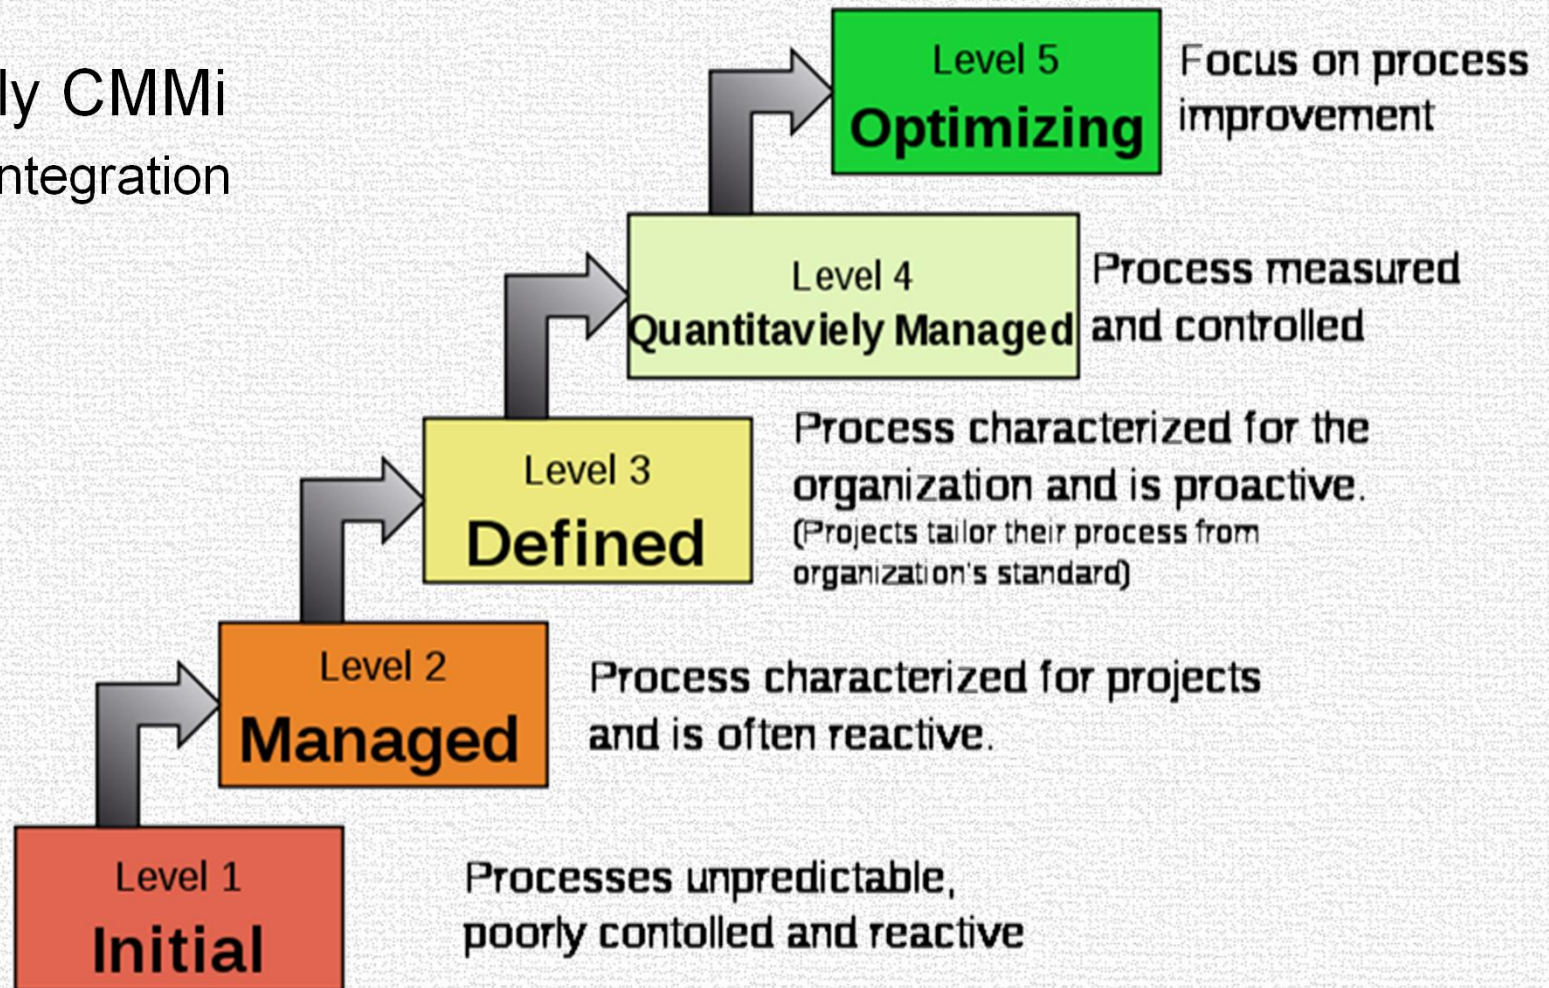 ly CMMi
ntegration
Level 5
Optimizing
Focus on process
improvement
Level 4
Quantitaviely Managed
Process measured
and controlled
Level 3
Defined
Process characterized for the
organization and is proactive.
(Projects tailor their process from
organization's standard)
Level 2
Managed
Process characterized for projects
and is often reactive.
Level 1
Initial
Processes unpredictable,
poorly contolled and reactive